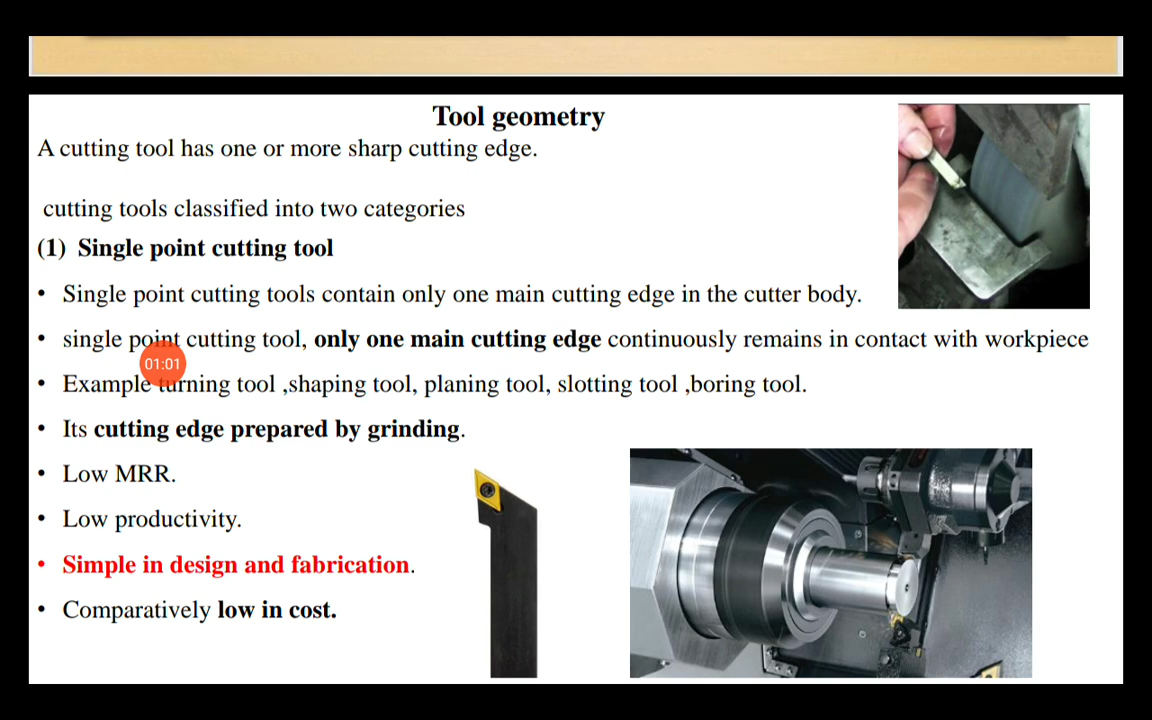 Tool geometry
A cutting tool has one or more sharp cutting edge.
cutting tools classified into two categories
(1) Single point cutting tool
• Single point cutting tools contain only one main cutting edge in the cutter body.
• single point cutting tool, only one main cutting edge continuously remains in contact with workpiece
01:01
• Example turning tool ,shaping tool, planing tool, slotting tool ,boring tool.
• Its cutting edge prepared by grinding.
• Low MRR.
• Low productivity.
• Simple in design and fabrication.
• Comparatively low in cost.